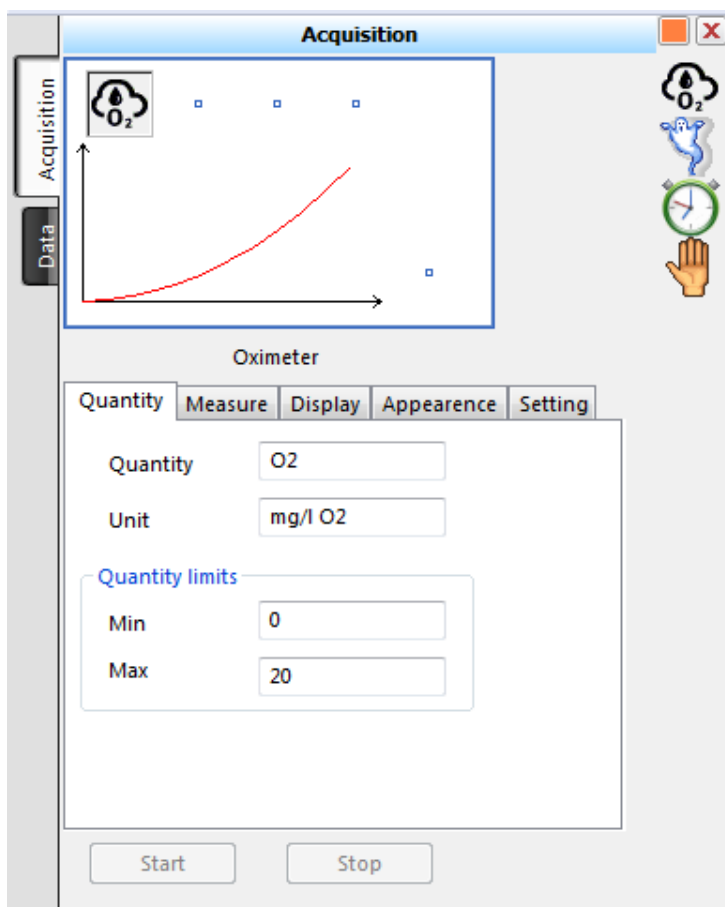 Acquisition
X
Acquisition
Data
O2
O2
Oximeter
Quantity Measure Display Appearence Setting
Quantity O2
Unit mg/l O2
Quantity limits
Min 0
Max 20
Start Stop